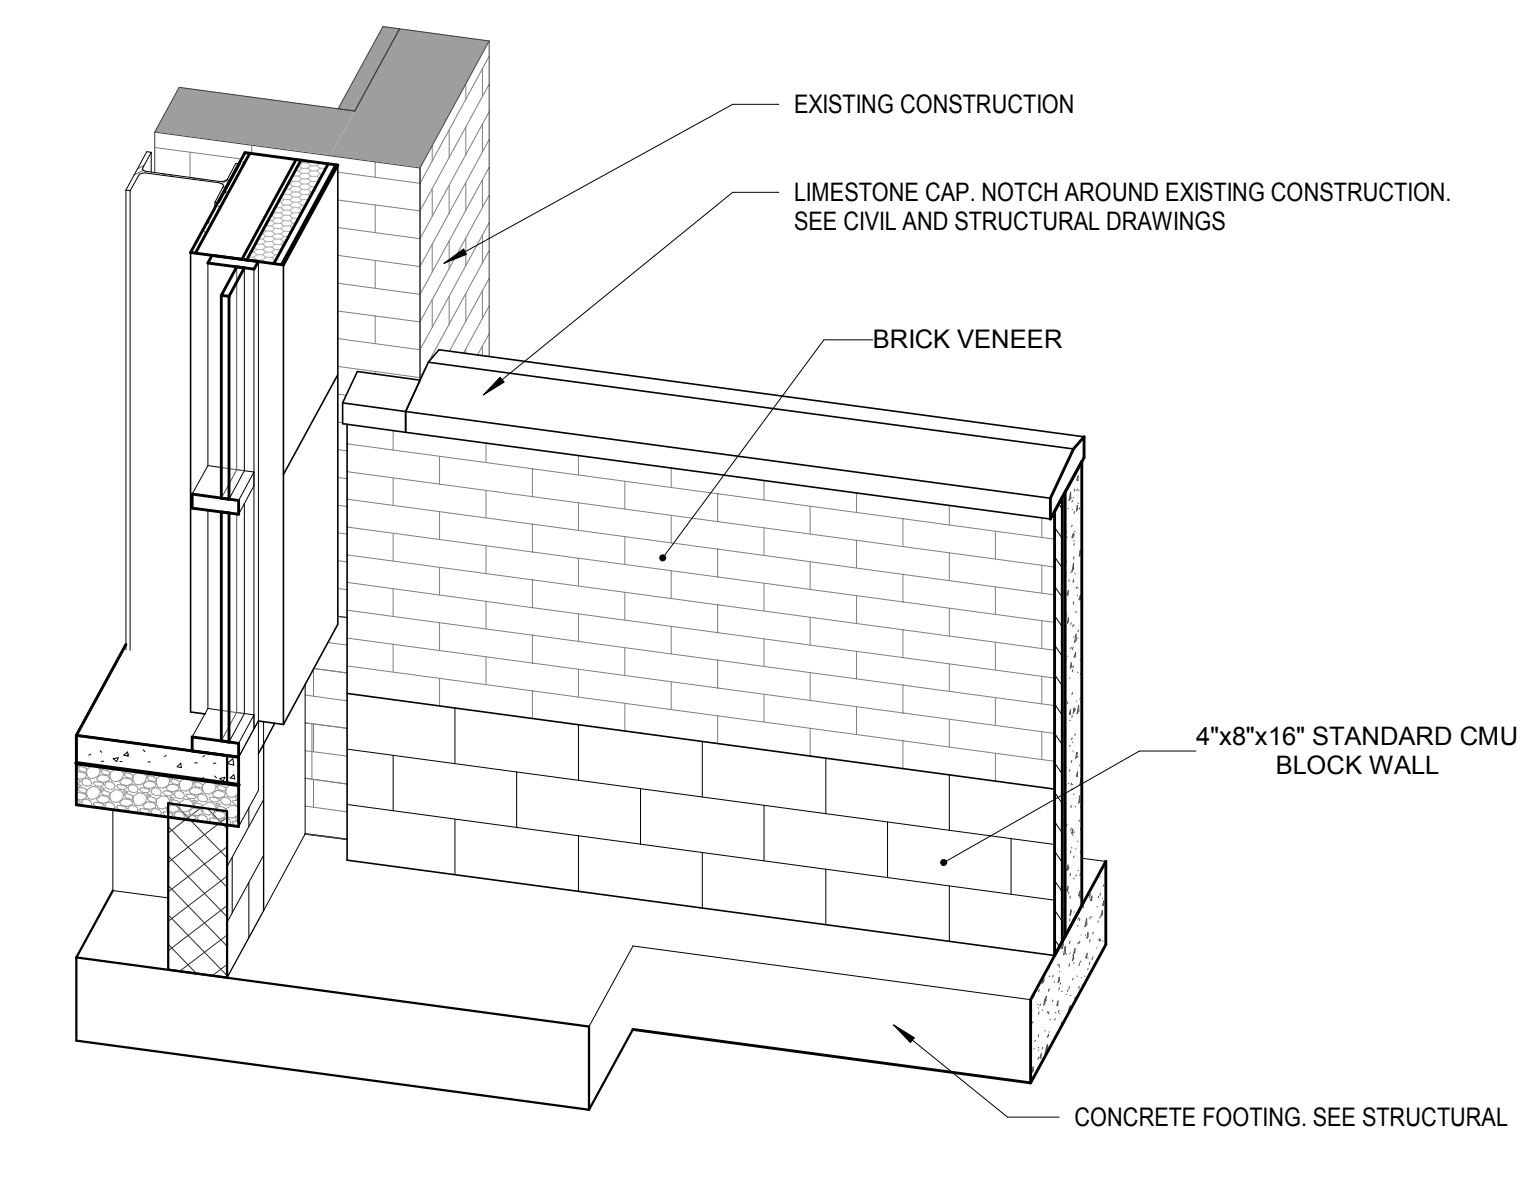 EXISTING CONSTRUCTION
LIMESTONE CAP. NOTCH AROUND EXISTING CONSTRUCTION.
SEE CIVIL AND STRUCTURAL DRAWINGS
BRICK VENEER
4"x8"x16" STANDARD CMU
BLOCK WALL
CONCRETE FOOTING. SEE STRUCTURAL